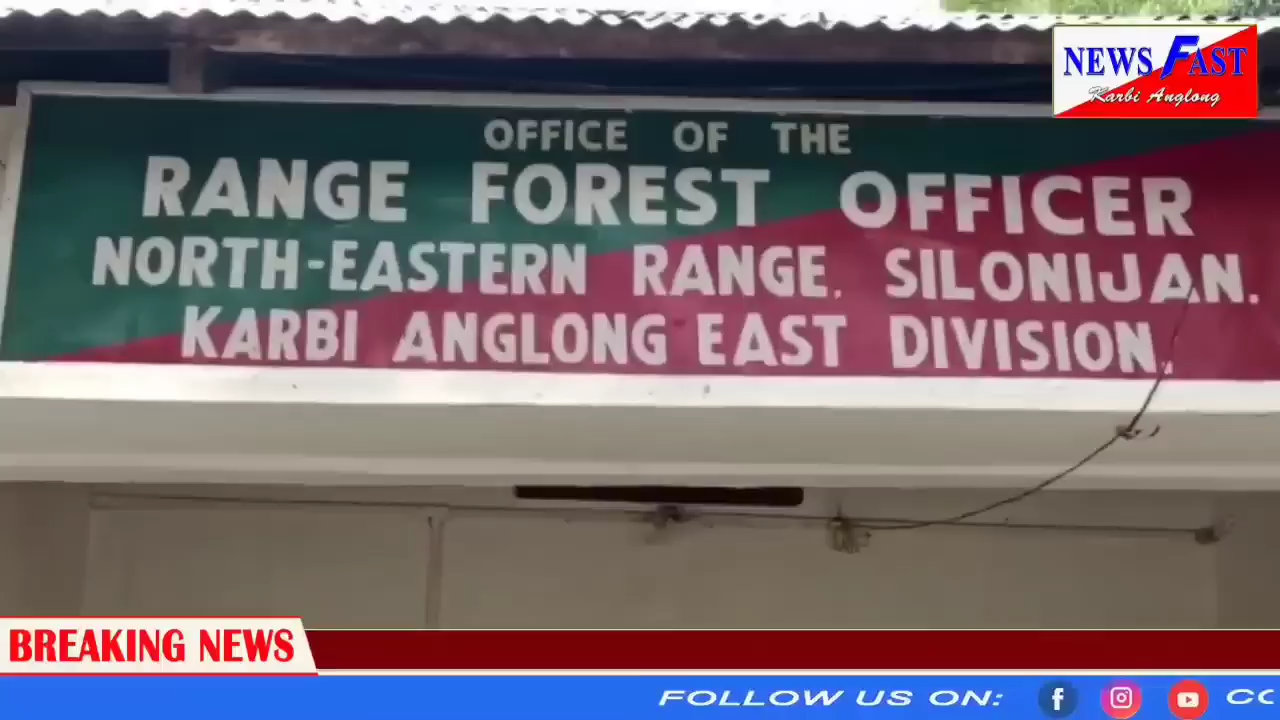 NEWS FAST
Karbi Anglong
OFFICE OF THE
RANGE FOREST OFFICER
NORTH-EASTERN RANGE, SILONIJAN.
KARBI ANGLONG EAST DIVISION.
BREAKING NEWS
FOLLOW US ON: